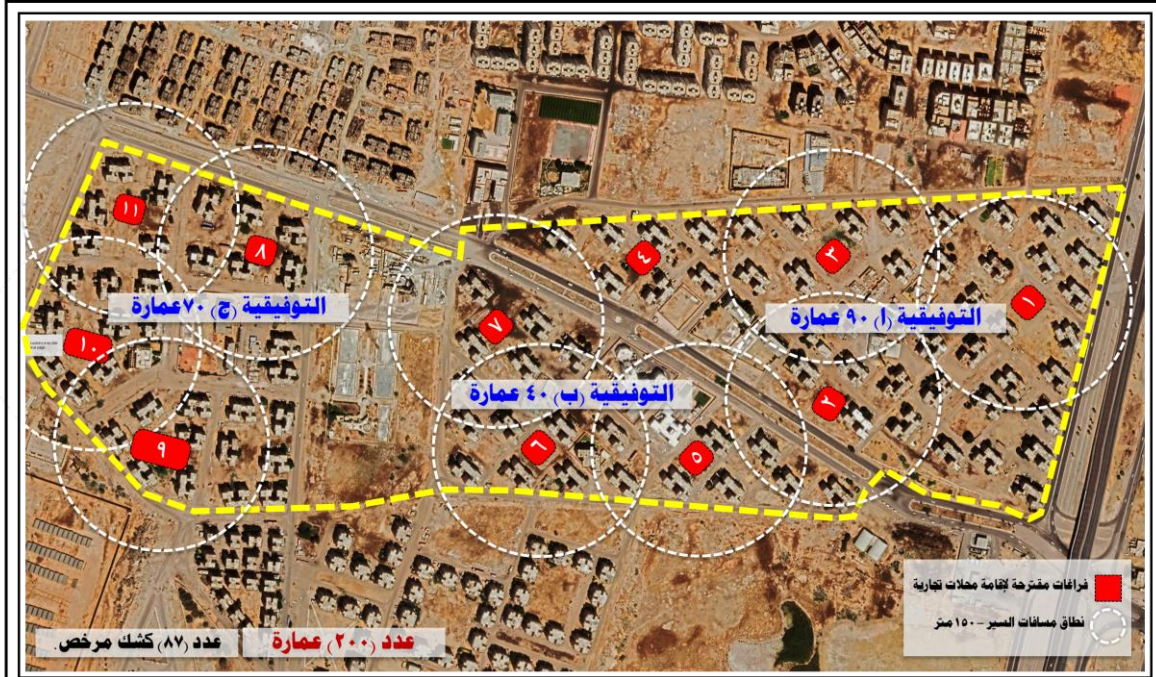 ١١
٨
٤
٣
١
التوفيقية (ج) ٧٠عمارة
التوفيقية (ا) ٩٠ عمارة
٧
١٠
التوفيقية (ب) ٤٠ عمارة
٢
٩
٦
٥
فراغات مقترحة لإقامة محلات تجارية
نطاق مسافات السير - ١٥٠ متر
عدد (٢٠٠) عمارة
عدد (٨٧) كشك مرخص.